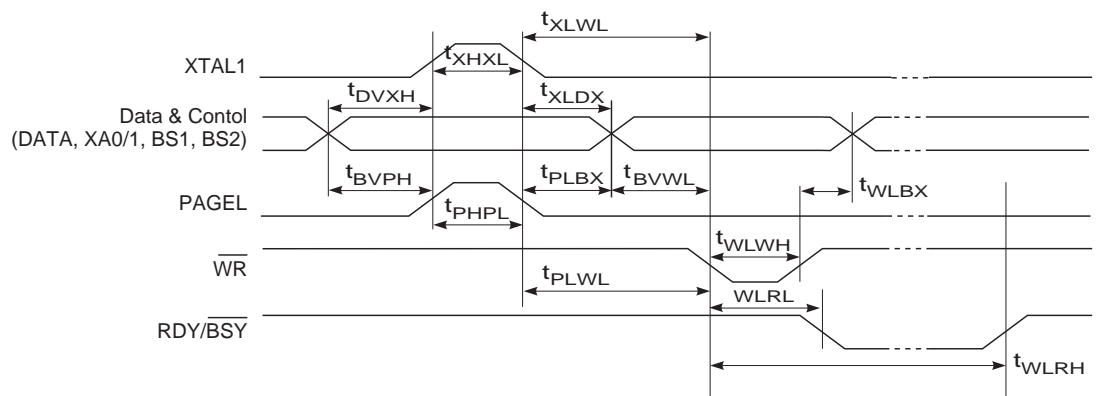 tXLWL
XTAL1
tXHXL
tDVXH
tXLDX
Data & Contol
(DATA, XA0/1, BS1, BS2)
tBVPH
tPLBX
tBVWL
tWLBX
PAGEL
tPHPL
tWLWH
WR
tPLWL
WLRL
RDY/BSY
tWLRH